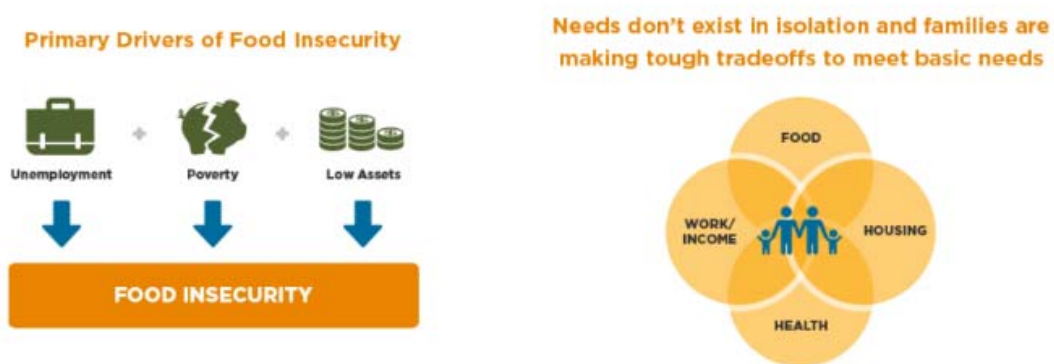 Primary Drivers of Food Insecurity
Unemployment
Poverty
Low Assets
FOOD INSECURITY
Needs don't exist in isolation and families are
making tough tradeoffs to meet basic needs
FOOD
WORK/
INCOME
HOUSING
HEALTH